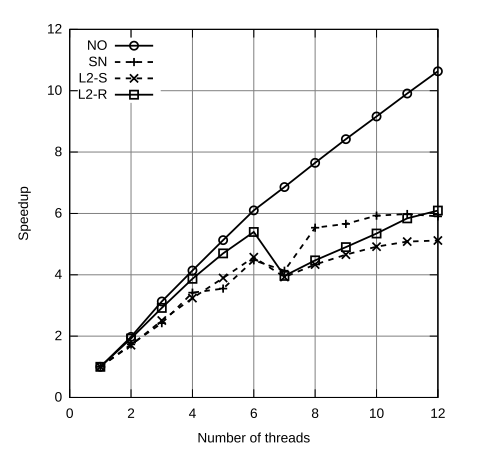 12
10
8
6
4
2
0
Speedup
NO
SN
L2-S
L2-R
0 2 4 6 8 10 12
Number of threads